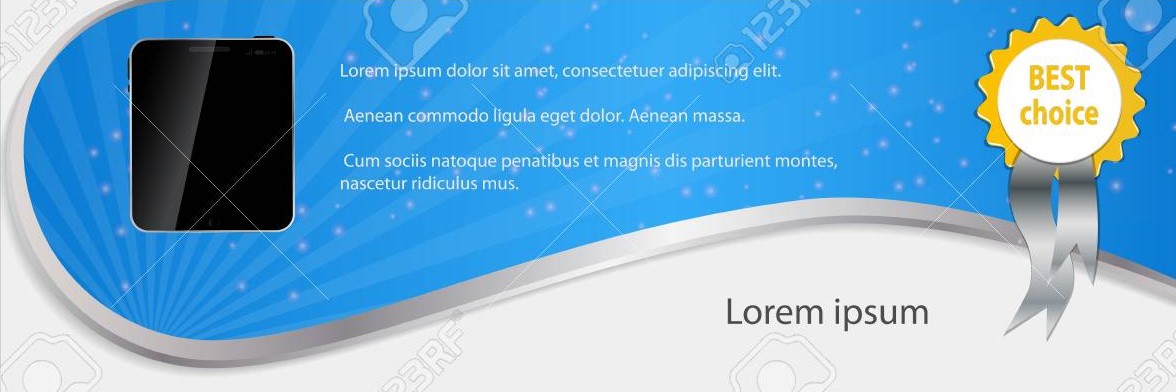 Lorem ipsum dolor sit amet, consectetuer adipiscing elit.
Aenean commodo ligula eget dolor. Aenean massa.
Cum sociis natoque penatibus et magnis dis parturient montes,
nascetur ridiculus mus.
BEST
choice
Lorem ipsum
123RF
123RF
123RF
123RF